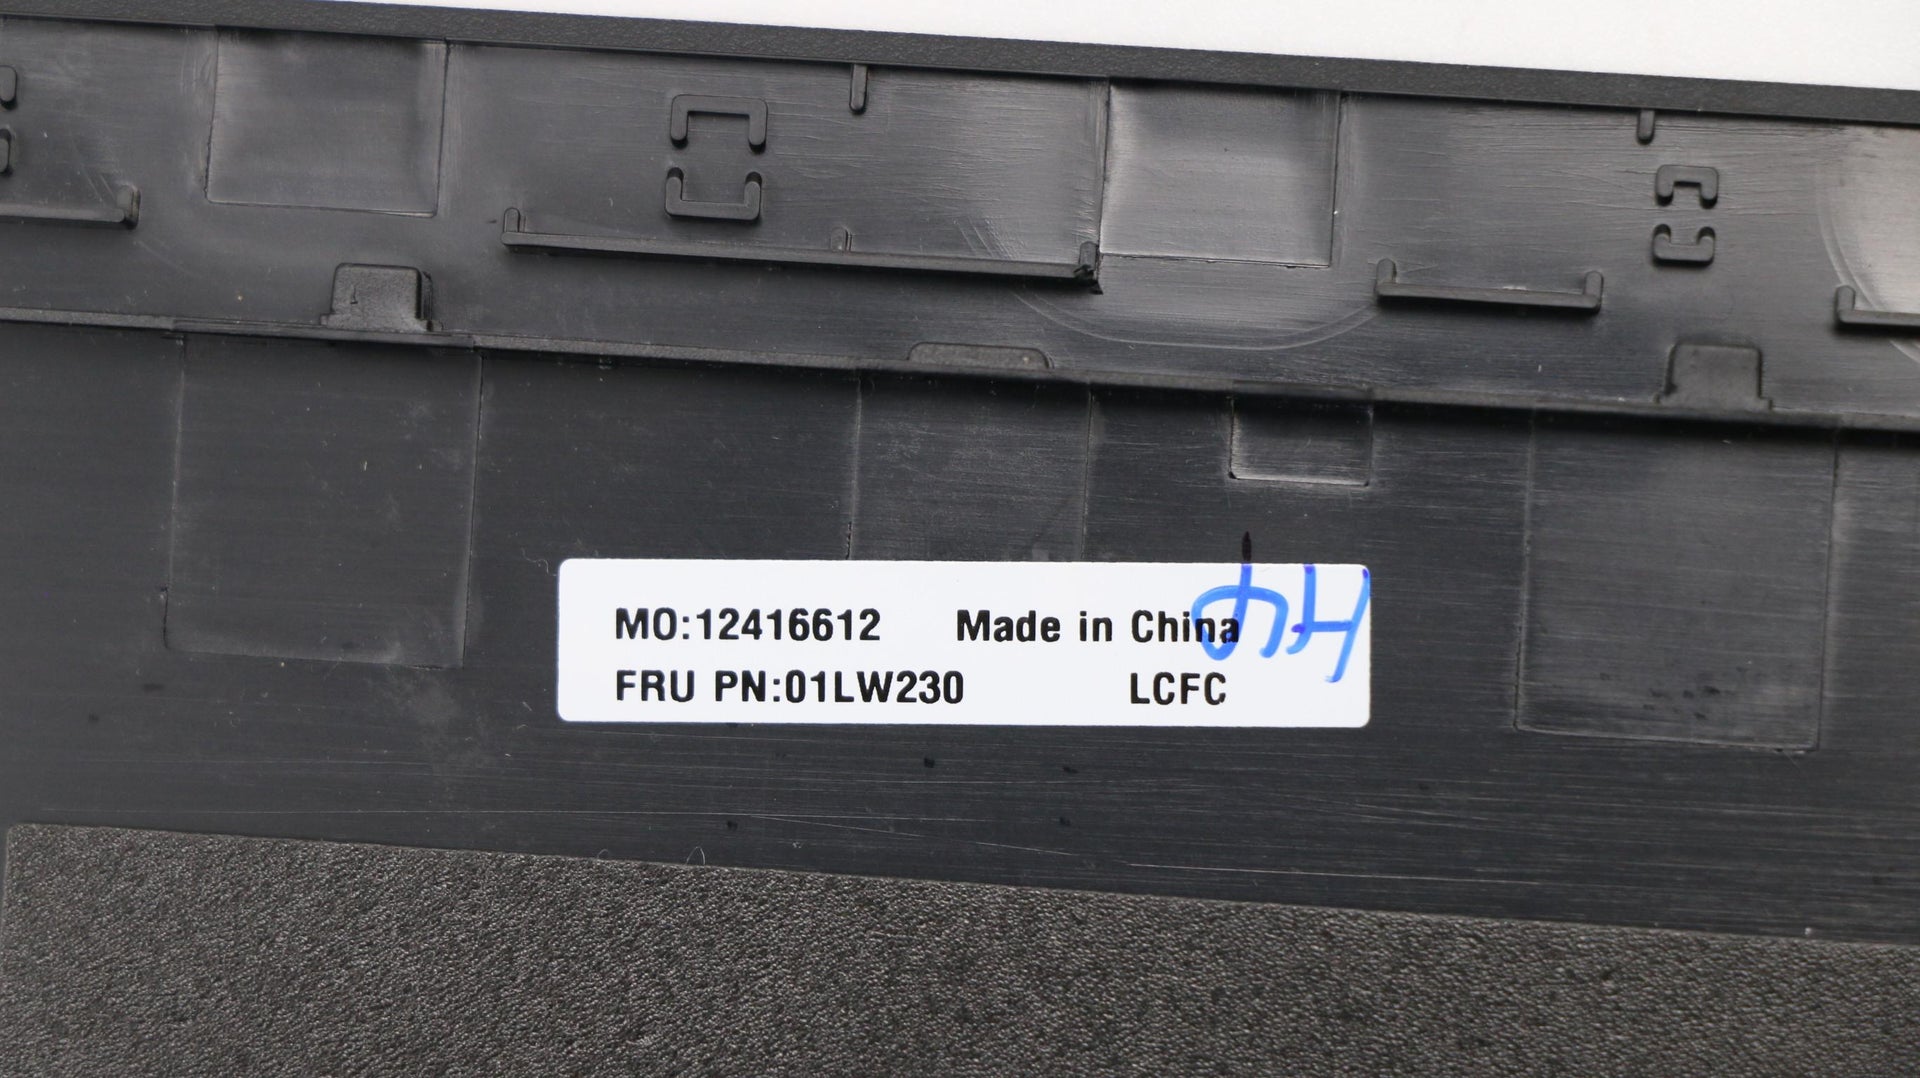 MO:12416612 Made in China
FRU PN:01LW230 LCFC